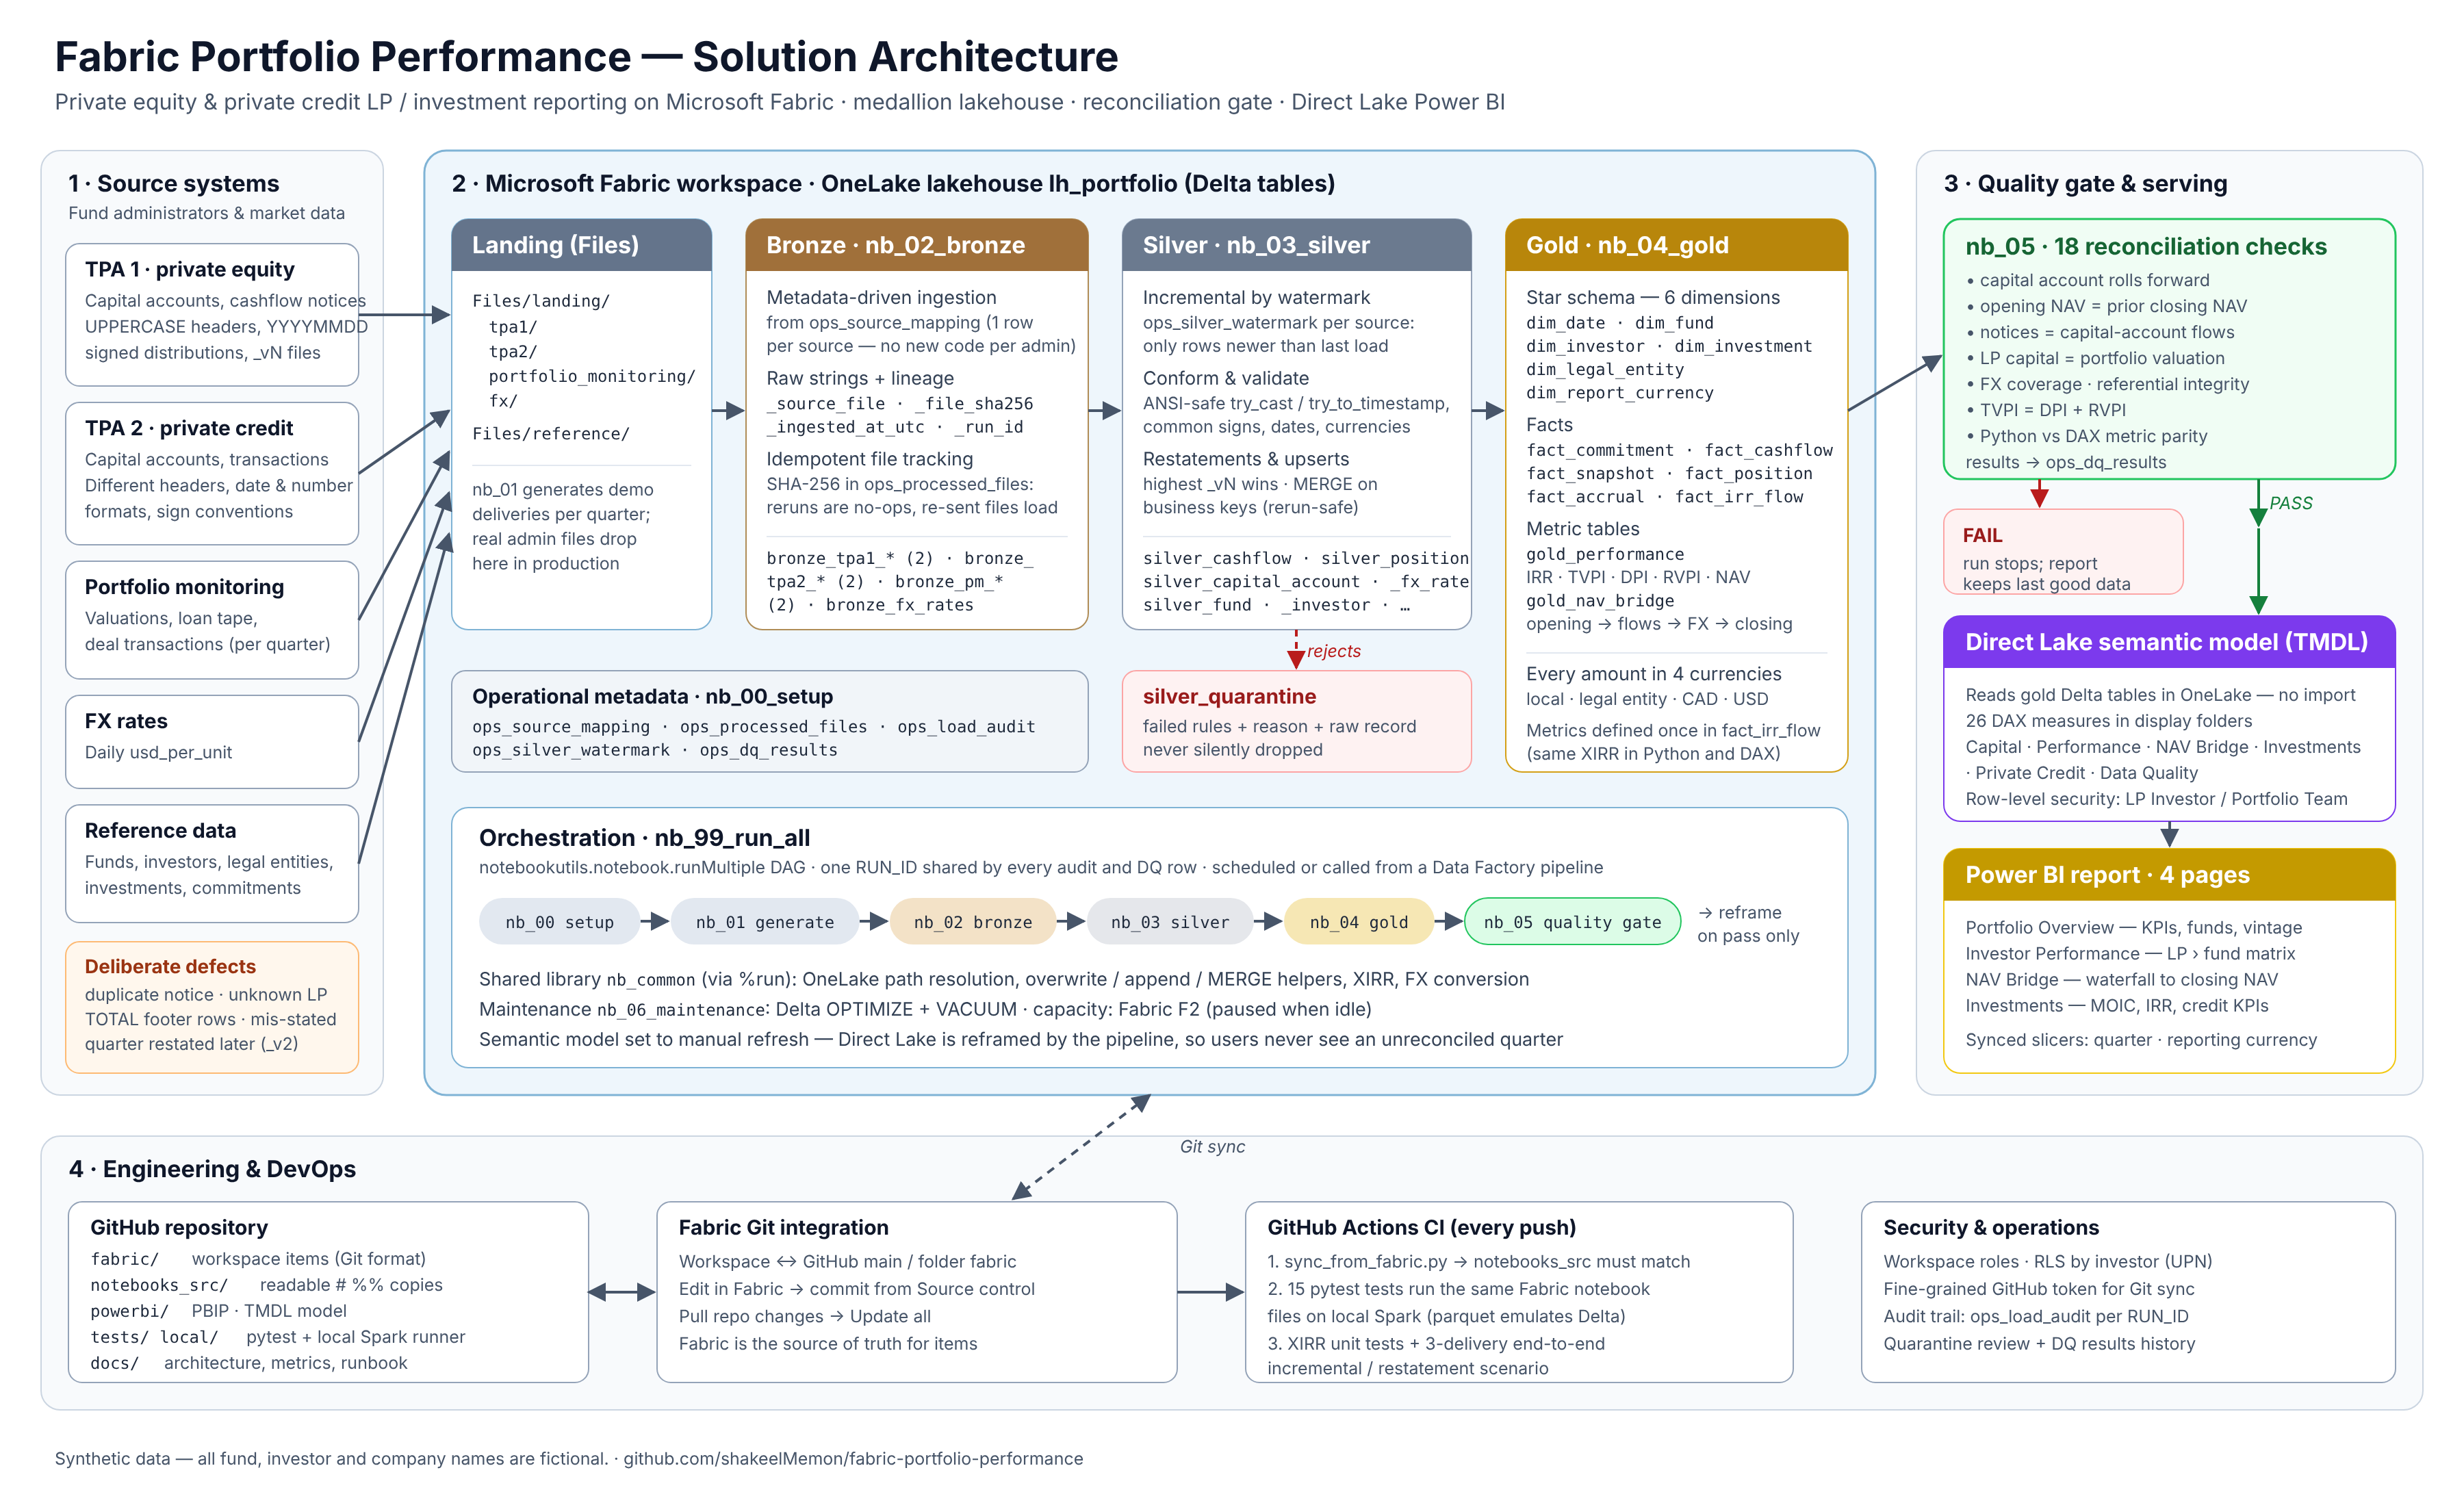 Fabric Portfolio Performance — Solution Architecture
Private equity & private credit LP / investment reporting on Microsoft Fabric · medallion lakehouse · reconciliation gate · Direct Lake Power BI
1 · Source systems
Fund administrators & market data
TPA 1 · private equity
Capital accounts, cashflow notices
UPPERCASE headers, YYYYMMDD
signed distributions, _vN files
TPA 2 · private credit
Capital accounts, transactions
Different headers, date & number
formats, sign conventions
Portfolio monitoring
Valuations, loan tape,
deal transactions (per quarter)
FX rates
Daily usd_per_unit
Reference data
Funds, investors, legal entities,
investments, commitments
Deliberate defects
duplicate notice · unknown LP
TOTAL footer rows · mis-stated
quarter restated later (_v2)
2 · Microsoft Fabric workspace · OneLake lakehouse lh_portfolio (Delta tables)
Landing (Files)
Files/landing/
tpa1/
tpa2/
portfolio_monitoring/
fx/
Files/reference/
nb_01 generates demo
deliveries per quarter;
real admin files drop
here in production
Bronze · nb_02_bronze
Metadata-driven ingestion
from ops_source_mapping (1 row
per source — no new code per admin)
Raw strings + lineage
_source_file · _file_sha256
_ingested_at_utc · _run_id
Idempotent file tracking
SHA-256 in ops_processed_files:
reruns are no-ops, re-sent files load
bronze_tpa1_* (2) · bronze_
tpa2_* (2) · bronze_pm_*
(2) · bronze_fx_rates
Silver · nb_03_silver
Incremental by watermark
ops_silver_watermark per source:
only rows newer than last load
Conform & validate
ANSI-safe try_cast / try_to_timestamp,
common signs, dates, currencies
Restatements & upserts
highest _vN wins · MERGE on
business keys (rerun-safe)
silver_cashflow · silver_position
silver_capital_account · _fx_rate
silver_fund · _investor · …
Gold · nb_04_gold
Star schema — 6 dimensions
dim_date · dim_fund
dim_investor · dim_investment
dim_legal_entity
dim_report_currency
Facts
fact_commitment · fact_cashflow
fact_snapshot · fact_position
fact_accrual · fact_irr_flow
Metric tables
gold_performance
IRR · TVPI · DPI · RVPI · NAV
gold_nav_bridge
opening → flows → FX → closing
Every amount in 4 currencies
local · legal entity · CAD · USD
Metrics defined once in fact_irr_flow
(same XIRR in Python and DAX)
rejects
Operational metadata · nb_00_setup
ops_source_mapping · ops_processed_files · ops_load_audit
ops_silver_watermark · ops_dq_results
silver_quarantine
failed rules + reason + raw record
never silently dropped
Orchestration · nb_99_run_all
notebookutils.notebook.runMultiple DAG · one RUN_ID shared by every audit and DQ row · scheduled or called from a Data Factory pipeline
nb_00 setup
nb_01 generate
nb_02 bronze
nb_03 silver
nb_04 gold
nb_05 quality gate
→ reframe
on pass only
Shared library nb_common (via %run): OneLake path resolution, overwrite / append / MERGE helpers, XIRR, FX conversion
Maintenance nb_06_maintenance: Delta OPTIMIZE + VACUUM · capacity: Fabric F2 (paused when idle)
Semantic model set to manual refresh — Direct Lake is reframed by the pipeline, so users never see an unreconciled quarter
3 · Quality gate & serving
nb_05 · 18 reconciliation checks
• capital account rolls forward
• opening NAV = prior closing NAV
• notices = capital-account flows
• LP capital = portfolio valuation
• FX coverage · referential integrity
• TVPI = DPI + RVPI
• Python vs DAX metric parity
results → ops_dq_results
PASS
FAIL
run stops; report
keeps last good data
Direct Lake semantic model (TMDL)
Reads gold Delta tables in OneLake — no import
26 DAX measures in display folders
Capital · Performance · NAV Bridge · Investments
· Private Credit · Data Quality
Row-level security: LP Investor / Portfolio Team
Power BI report · 4 pages
Portfolio Overview — KPIs, funds, vintage
Investor Performance — LP › fund matrix
NAV Bridge — waterfall to closing NAV
Investments — MOIC, IRR, credit KPIs
Synced slicers: quarter · reporting currency
Git sync
4 · Engineering & DevOps
GitHub repository
fabric/ workspace items (Git format)
notebooks_src/ readable # %% copies
powerbi/ PBIP · TMDL model
tests/ local/ pytest + local Spark runner
docs/ architecture, metrics, runbook
Fabric Git integration
Workspace ↔ GitHub main / folder fabric
Edit in Fabric → commit from Source control
Pull repo changes → Update all
Fabric is the source of truth for items
GitHub Actions CI (every push)
1. sync_from_fabric.py → notebooks_src must match
2. 15 pytest tests run the same Fabric notebook
files on local Spark (parquet emulates Delta)
3. XIRR unit tests + 3-delivery end-to-end
incremental / restatement scenario
Security & operations
Workspace roles · RLS by investor (UPN)
Fine-grained GitHub token for Git sync
Audit trail: ops_load_audit per RUN_ID
Quarantine review + DQ results history
Synthetic data — all fund, investor and company names are fictional. · github.com/shakeelMemon/fabric-portfolio-performance